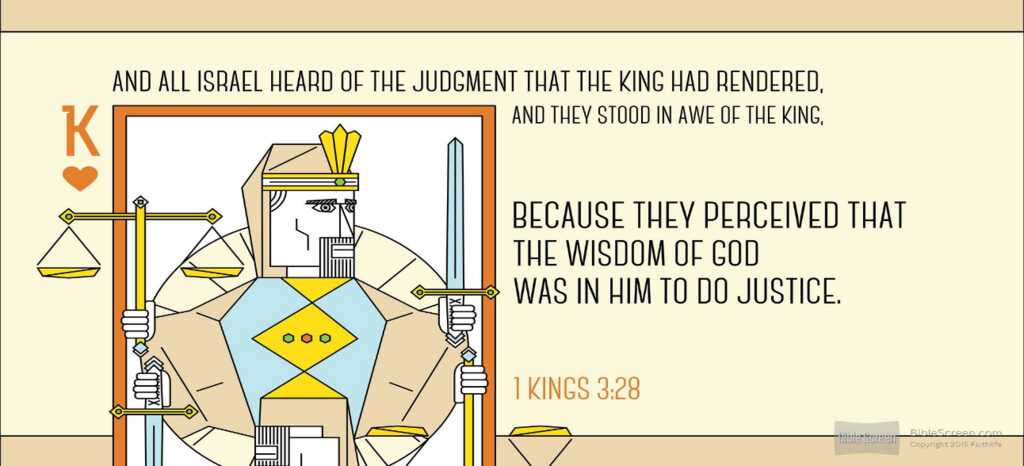 AND ALL ISRAEL HEARD OF THE JUDGMENT THAT THE KING HAD RENDERED,
K
AND THEY STOOD IN AWE OF THE KING,
BECAUSE THEY PERCEIVED THAT
THE WISDOM OF GOD
WAS IN HIM TO DO JUSTICE.
1 KINGS 3:28
Bible Screen
BibleScreen.com
Copyright 2015 Faithlife